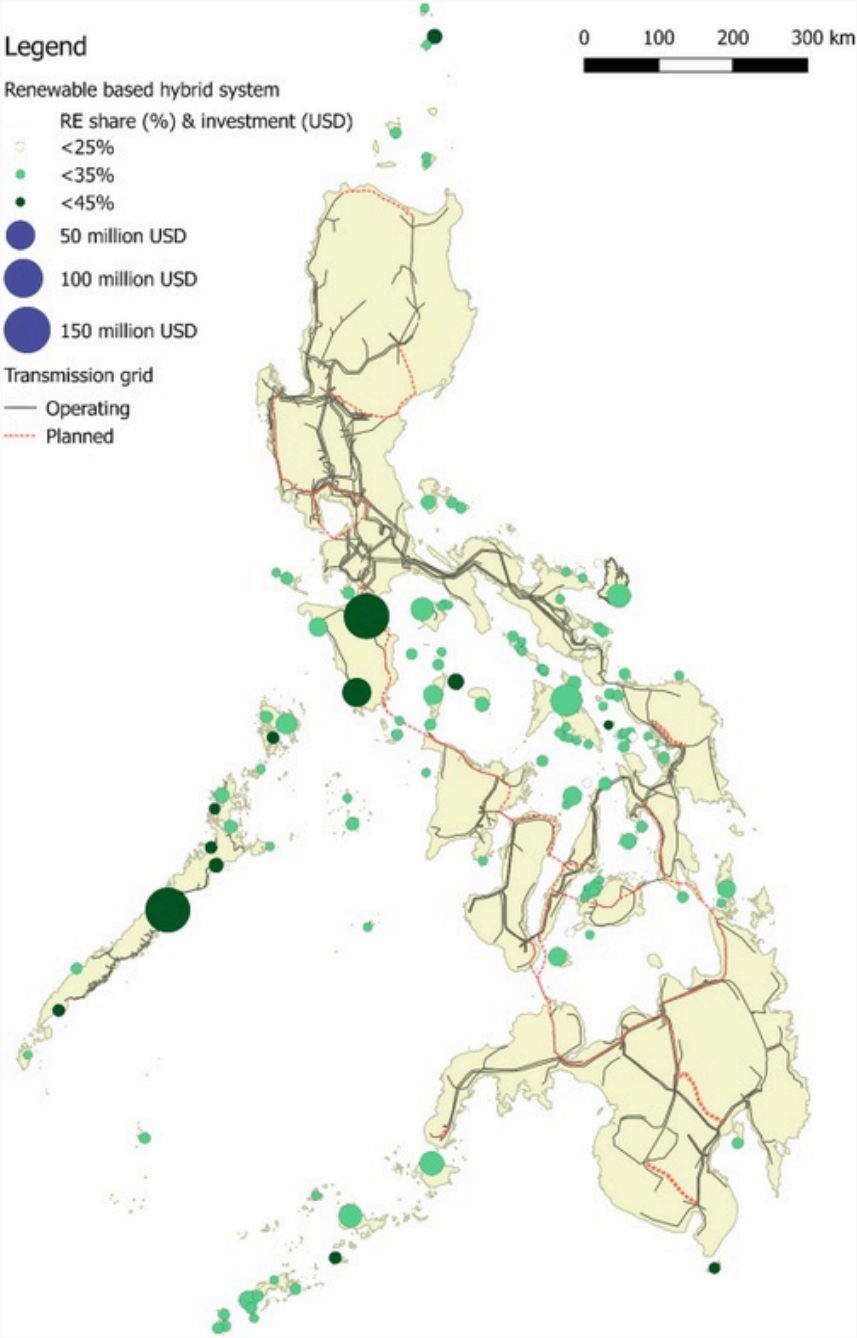 Legend
0 100 200 300 km
Renewable based hybrid system
RE share (%) & investment (USD)
<25%
<35%
<45%
50 million USD
100 million USD
150 million USD
Transmission grid
Operating
Planned